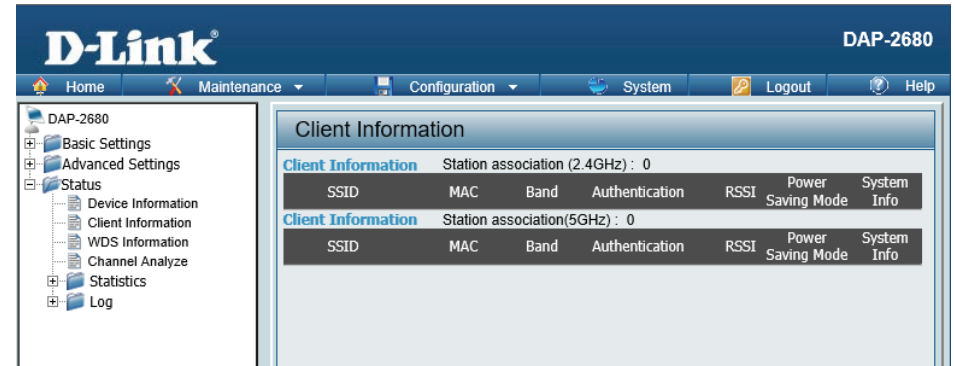 D-Link®
DAP-2680
Home Maintenance Configuration System Logout Help
DAP-2680
Basic Settings
Advanced Settings
Status
Device Information
Client Information
WDS Information
Channel Analyze
Statistics
Log
Client Information
Client Information Station association (2.4GHz) : 0
SSID MAC Band Authentication RSSI Power Saving Mode System Info
Client Information Station association(5GHz) : 0
SSID MAC Band Authentication RSSI Power Saving Mode System Info